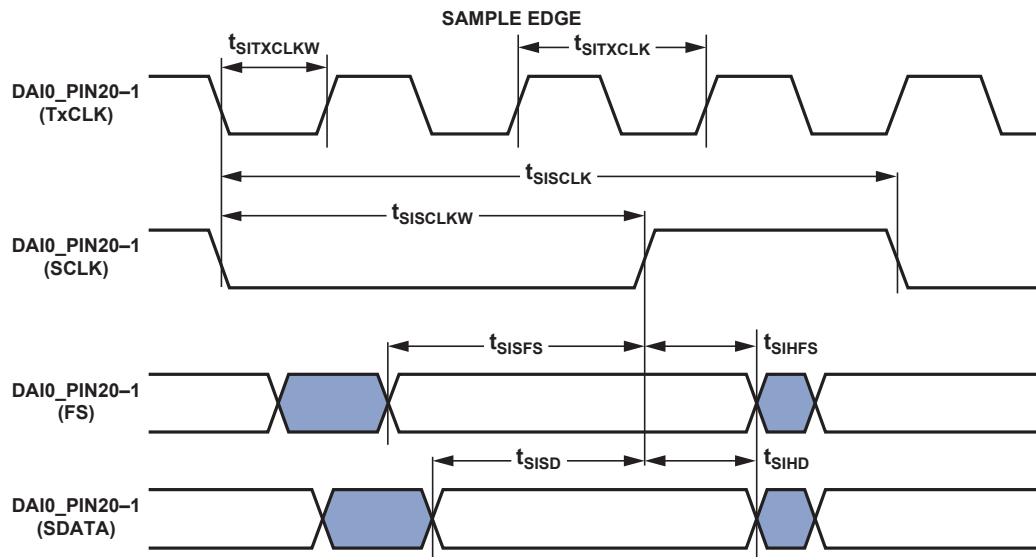 SAMPLE EDGE
tSITXCLKW
tSITXCLK
DAI0_PIN20–1
(TxCLK)
tSISCLK
tSISCLKW
DAI0_PIN20–1
(SCLK)
tSISFS
tSIHFS
DAI0_PIN20–1
(FS)
tSISD
tSIHD
DAI0_PIN20–1
(SDATA)